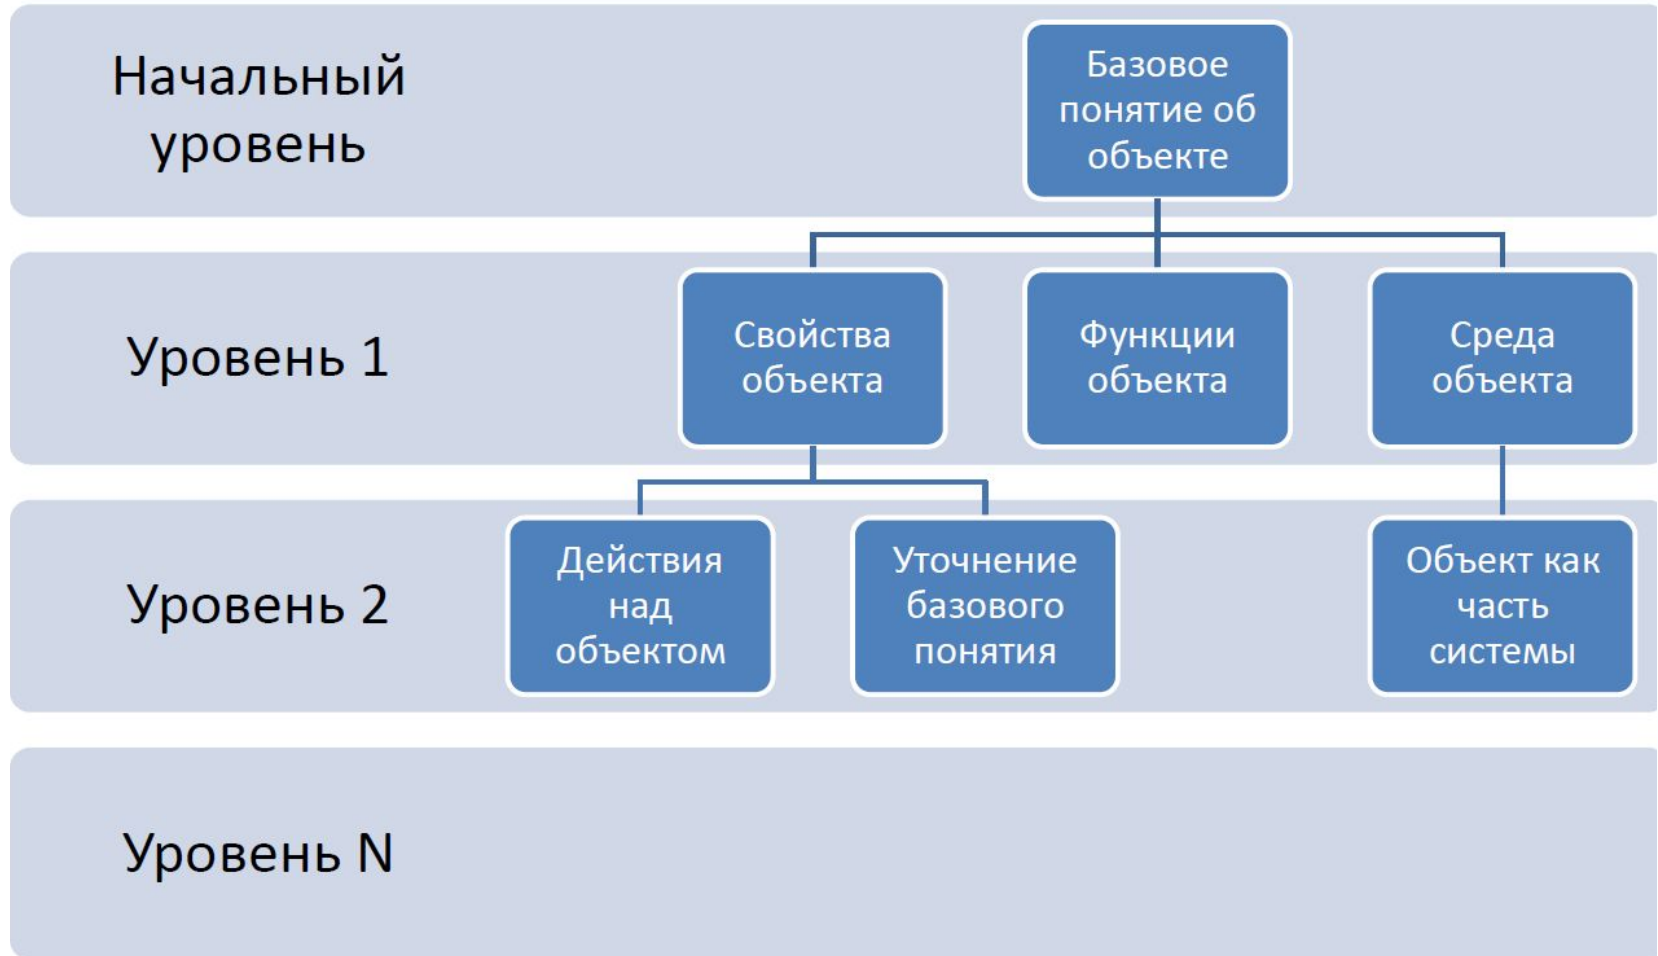 Начальный
уровень
Базовое
понятие об
объекте
Уровень 1
Свойства
объекта
Функции
объекта
Среда
объекта
Уровень 2
Действия
над
объектом
Уточнение
базового
понятия
Объект как
часть
системы
Уровень N